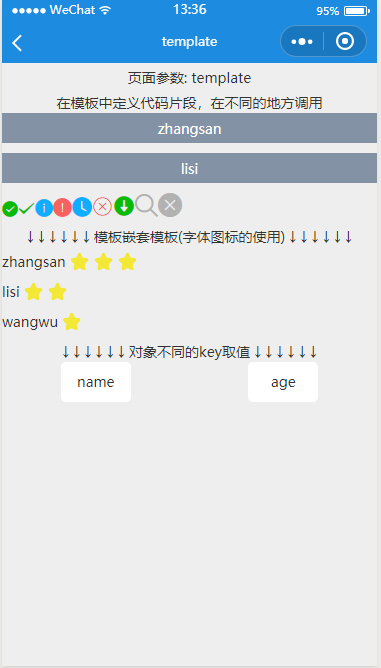 WeChat 13:36 95%
template
页面参数: template
在模板中定义代码片段，在不同的地方调用
zhangsan
lisi
↓↓↓↓↓↓模板嵌套模板(字体图标的使用)↓↓↓↓↓↓
zhangsan
lisi
wangwu
↓↓↓↓↓↓对象不同的key取值↓↓↓↓↓↓
name age